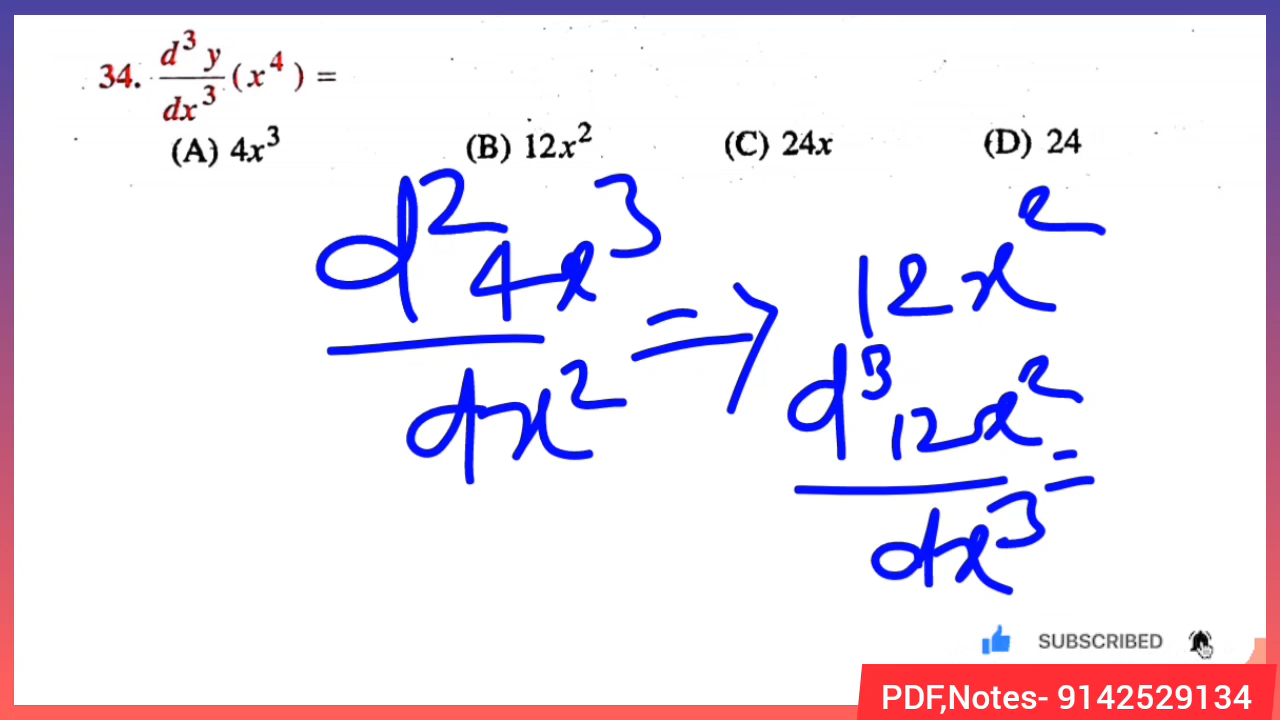 34. d³y/dx³ (x⁴) =
(A) 4x³ (B) 12x² (C) 24x (D) 24
d² 4x³ / dx² ⇒ 12x²
d³ 12x² / dx³ =
SUBSCRIBED
PDF,Notes- 9142529134